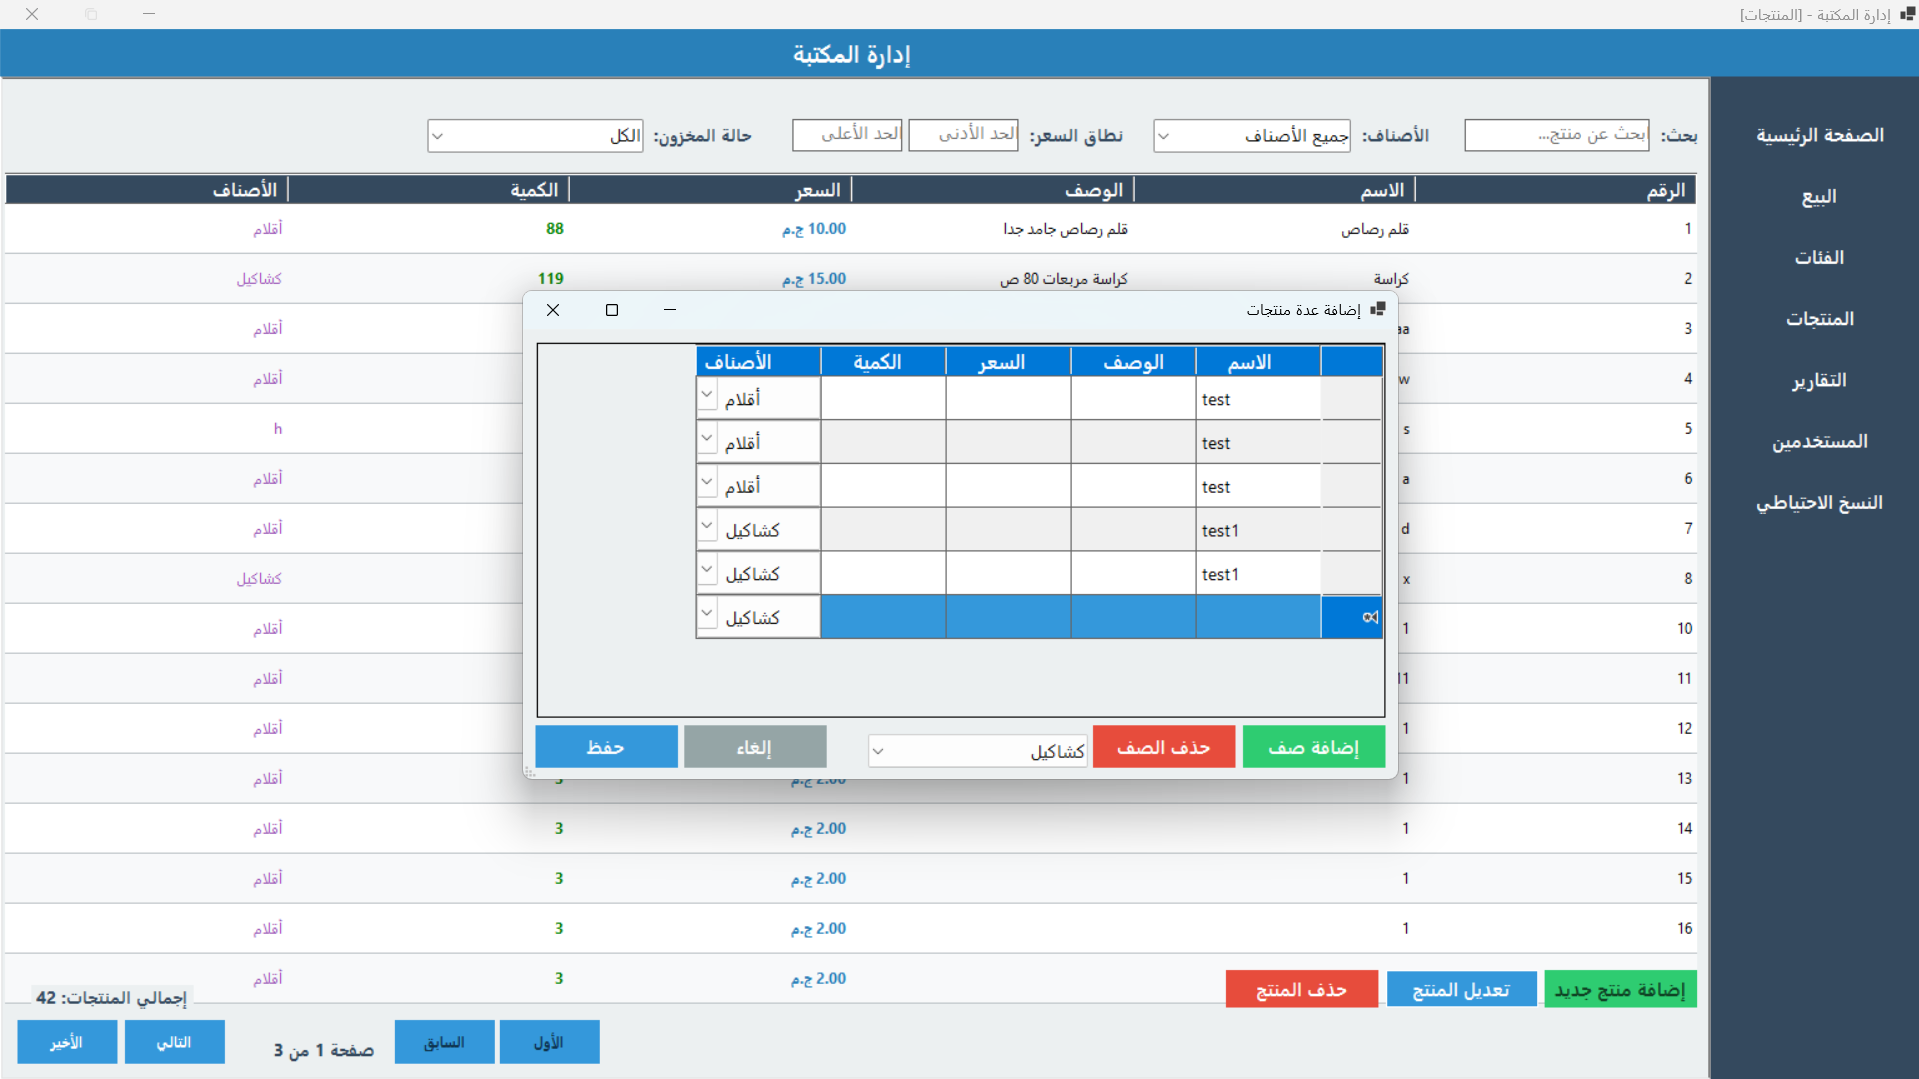 إدارة المكتبة - [المنتجات]
إدارة المكتبة
الصفحة الرئيسية
البيع
الفئات
المنتجات
التقارير
المستخدمين
النسخ الاحتياطي
بحث: ابحث عن منتج... الأصناف: جميع الأصناف نطاق السعر: الحد الأدنى الحد الأعلى حالة المخزون: الكل
الرقم الاسم الوصف السعر الكمية الأصناف
1 قلم رصاص قلم رصاص جامد جدا 10.00 ج.م 88 أقلام
2 كراسة كراسة مربعات 80 ص 15.00 ج.م 119 كشاكيل
3 aa أقلام
4 w أقلام
5 s h
6 a أقلام
7 d أقلام
8 x كشاكيل
10 1 أقلام
11 11 أقلام
12 1 أقلام
13 1 2.00 ج.م 3 أقلام
14 1 2.00 ج.م 3 أقلام
15 1 2.00 ج.م 3 أقلام
16 1 2.00 ج.م 3 أقلام
2.00 ج.م 3 أقلام
إضافة عدة منتجات
الاسم الوصف السعر الكمية الأصناف
test أقلام
test أقلام
test أقلام
test1 كشاكيل
test1 كشاكيل
كشاكيل
إضافة صف حذف الصف كشاكيل إلغاء حفظ
إضافة منتج جديد تعديل المنتج حذف المنتج
إجمالي المنتجات: 42
الأول السابق صفحة 1 من 3 التالي الأخير